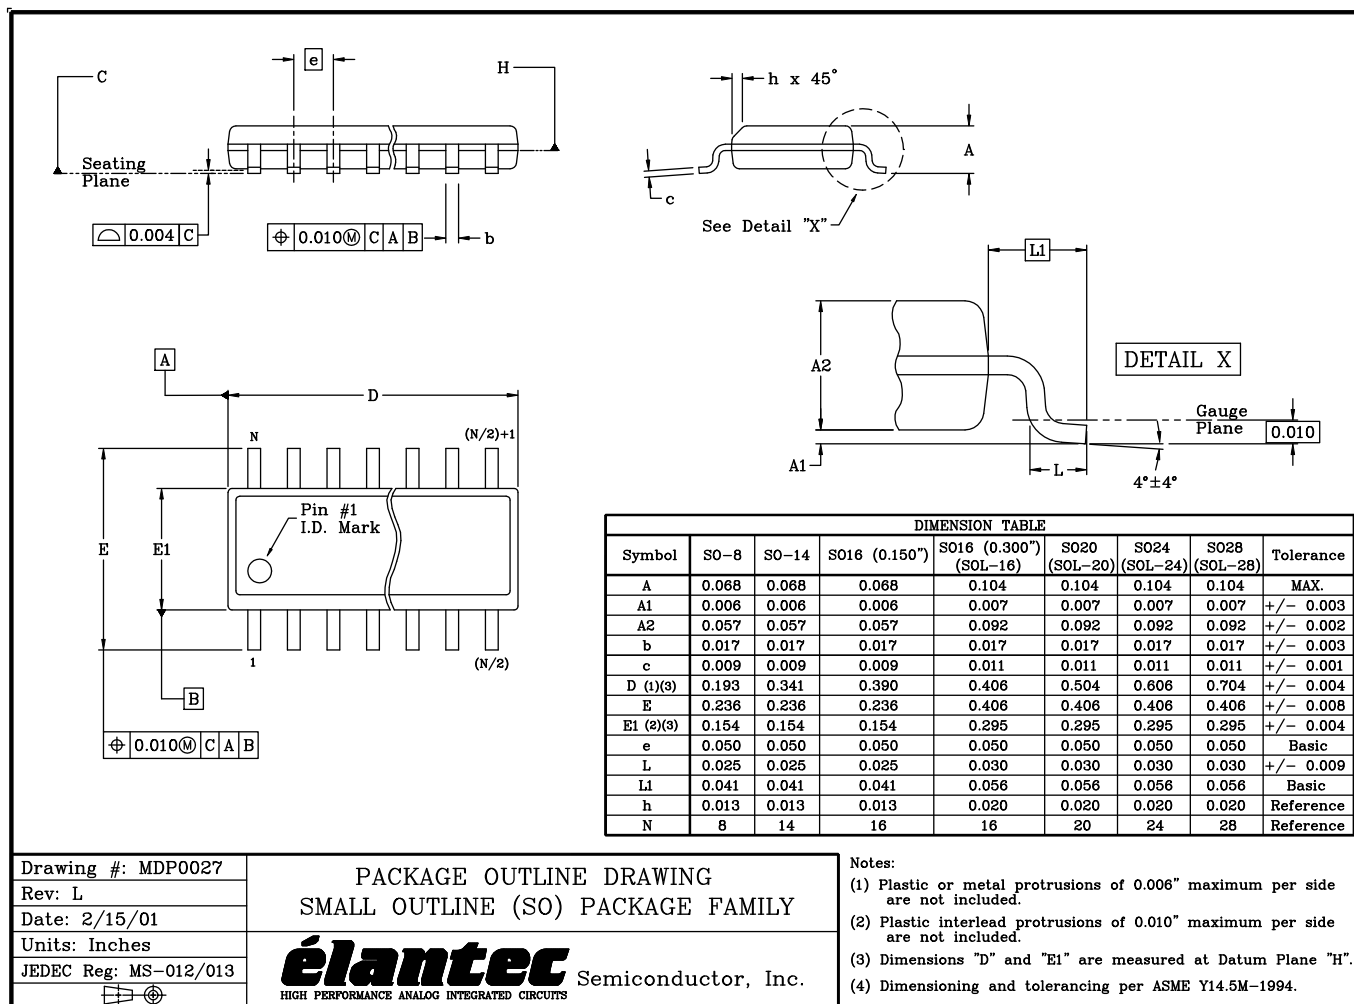 e
C
H
h x 45°
A
Seating
Plane
c
0.004 C
⌖ 0.010Ⓜ C A B
b
See Detail "X"
L1
A2
DETAIL X
A
D
Gauge
Plane
0.010
N
(N/2)+1
A1
L
4°±4°
Pin #1
I.D. Mark
E
E1
1
(N/2)
B
⌖ 0.010Ⓜ C A B
DIMENSION TABLE
Symbol SO-8 SO-14 SO16 (0.150") SO16 (0.300") (SOL-16) SO20 (SOL-20) SO24 (SOL-24) SO28 (SOL-28) Tolerance
A 0.068 0.068 0.068 0.104 0.104 0.104 0.104 MAX.
A1 0.006 0.006 0.006 0.007 0.007 0.007 0.007 +/- 0.003
A2 0.057 0.057 0.057 0.092 0.092 0.092 0.092 +/- 0.002
b 0.017 0.017 0.017 0.017 0.017 0.017 0.017 +/- 0.003
c 0.009 0.009 0.009 0.011 0.011 0.011 0.011 +/- 0.001
D (1)(3) 0.193 0.341 0.390 0.406 0.504 0.606 0.704 +/- 0.004
E 0.236 0.236 0.236 0.406 0.406 0.406 0.406 +/- 0.008
E1 (2)(3) 0.154 0.154 0.154 0.295 0.295 0.295 0.295 +/- 0.004
e 0.050 0.050 0.050 0.050 0.050 0.050 0.050 Basic
L 0.025 0.025 0.025 0.030 0.030 0.030 0.030 +/- 0.009
L1 0.041 0.041 0.041 0.056 0.056 0.056 0.056 Basic
h 0.013 0.013 0.013 0.020 0.020 0.020 0.020 Reference
N 8 14 16 16 20 24 28 Reference
Drawing #: MDP0027
Rev: L
Date: 2/15/01
Units: Inches
JEDEC Reg: MS-012/013
PACKAGE OUTLINE DRAWING
SMALL OUTLINE (SO) PACKAGE FAMILY
élantec Semiconductor, Inc.
HIGH PERFORMANCE ANALOG INTEGRATED CIRCUITS
Notes:
(1) Plastic or metal protrusions of 0.006" maximum per side
are not included.
(2) Plastic interlead protrusions of 0.010" maximum per side
are not included.
(3) Dimensions "D" and "E1" are measured at Datum Plane "H".
(4) Dimensioning and tolerancing per ASME Y14.5M-1994.